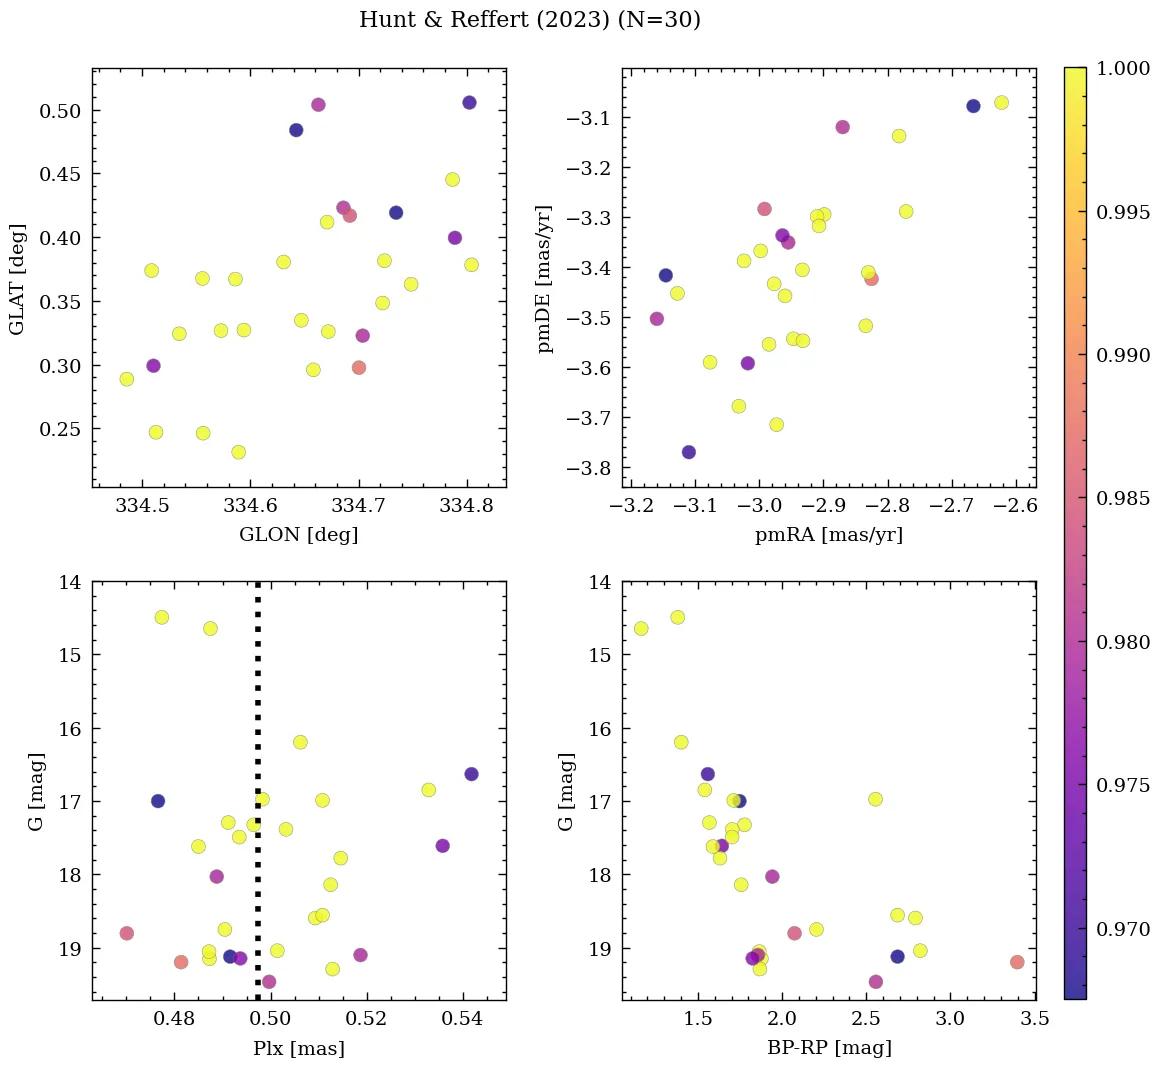 Hunt & Reffert (2023) (N=30)
0.50
0.45
0.40
0.35
0.30
0.25
GLAT [deg]
334.5 334.6 334.7 334.8
GLON [deg]
−3.1
−3.2
−3.3
−3.4
−3.5
−3.6
−3.7
−3.8
pmDE [mas/yr]
−3.2 −3.1 −3.0 −2.9 −2.8 −2.7 −2.6
pmRA [mas/yr]
14
15
16
17
18
19
G [mag]
0.48 0.50 0.52 0.54
Plx [mas]
14
15
16
17
18
19
G [mag]
1.5 2.0 2.5 3.0 3.5
BP-RP [mag]
1.000
0.995
0.990
0.985
0.980
0.975
0.970